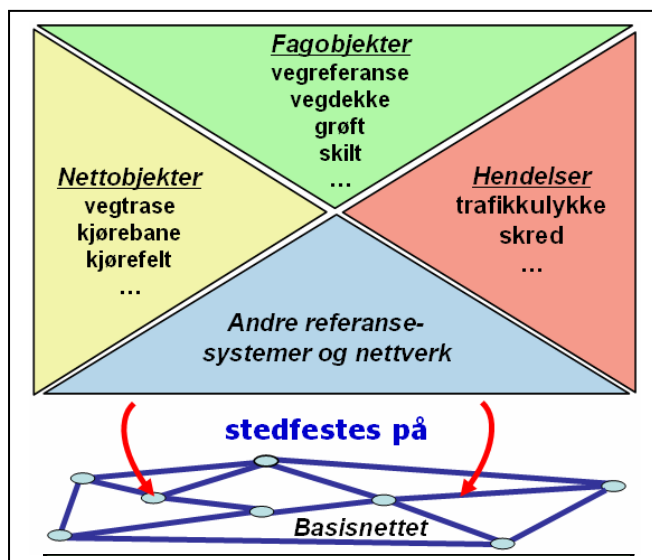 Fagobjekter
vegreferanse
vegdekke
grøft
skilt
...
Nettobjekter
vegtrase
kjørebane
kjørefelt
...
Hendelser
trafikkulykke
skred
...
Andre referanse-
systemer og nettverk
stedfestes på
Basisnettet